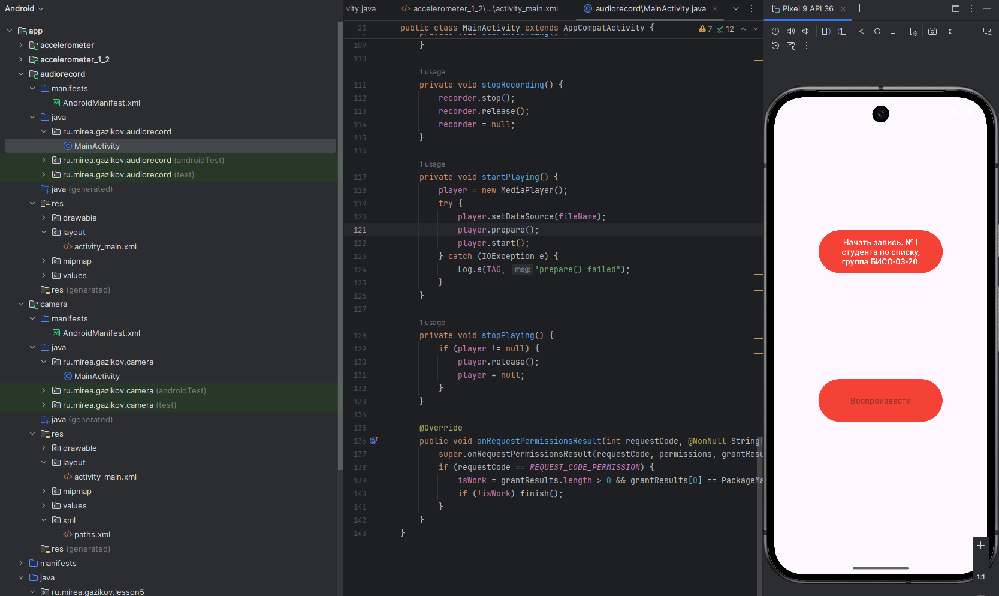 Android
app
accelerometer
accelerometer_1_2
audiorecord
manifests
AndroidManifest.xml
java
ru.mirea.gazikov.audiorecord
MainActivity
ru.mirea.gazikov.audiorecord (androidTest)
ru.mirea.gazikov.audiorecord (test)
java (generated)
res
drawable
layout
activity_main.xml
mipmap
values
res (generated)
camera
manifests
AndroidManifest.xml
java
ru.mirea.gazikov.camera
MainActivity
ru.mirea.gazikov.camera (androidTest)
ru.mirea.gazikov.camera (test)
java (generated)
res
drawable
layout
activity_main.xml
mipmap
values
xml
paths.xml
res (generated)
manifests
java
ru.mirea.gazikov.lesson5
ivity.java
accelerometer_1_2\...\activity_main.xml
audiorecord\MainActivity.java
23 public class MainActivity extends AppCompatActivity {
7 12
109 }
110
1 usage
111 private void stopRecording() {
112 recorder.stop();
113 recorder.release();
114 recorder = null;
115 }
116
1 usage
117 private void startPlaying() {
118 player = new MediaPlayer();
119 try {
120 player.setDataSource(fileName);
121 player.prepare();
122 player.start();
123 } catch (IOException e) {
124 Log.e(TAG, msg: "prepare() failed");
125 }
126 }
127
1 usage
128 private void stopPlaying() {
129 if (player != null) {
130 player.release();
131 player = null;
132 }
133 }
134
135 @Override
136 public void onRequestPermissionsResult(int requestCode, @NonNull String[
137 super.onRequestPermissionsResult(requestCode, permissions, grantResu
138 if (requestCode == REQUEST_CODE_PERMISSION) {
139 isWork = grantResults.length > 0 && grantResults[0] == PackageMa
140 if (!isWork) finish();
141 }
142 }
143 }
Pixel 9 API 36
Начать запись. №1
студента по списку,
группа БИСО-03-20
Воспроизвести
1:1